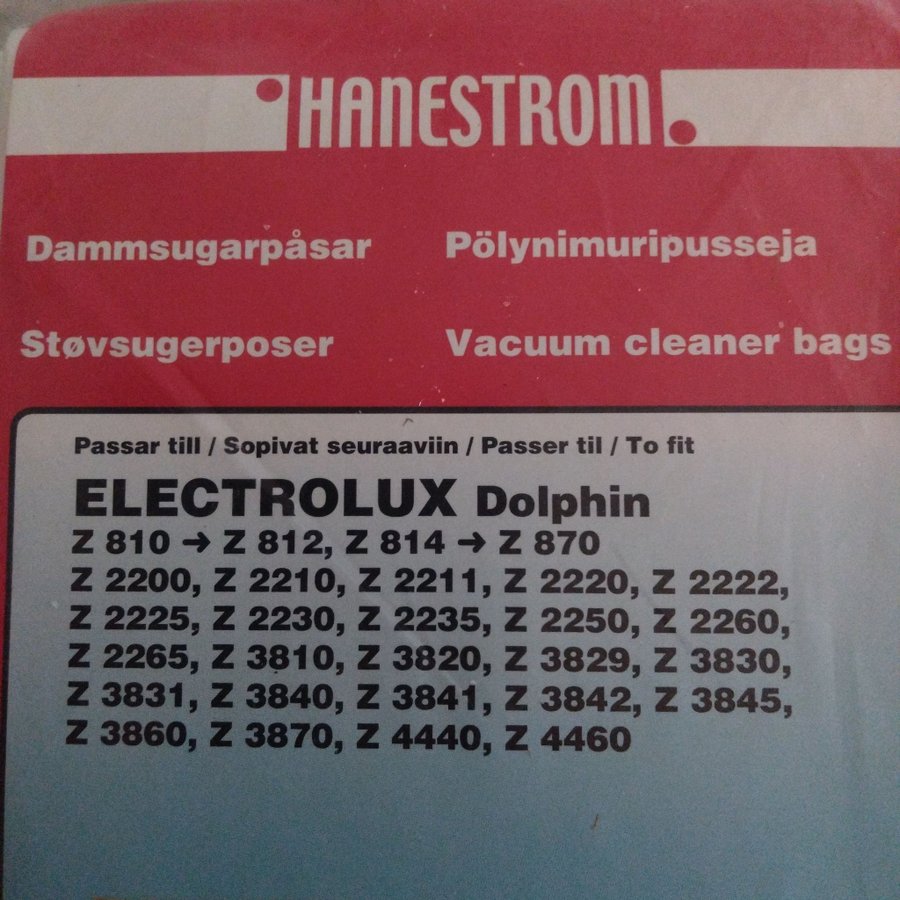 HANESTROM
Dammsugarpåsar Pölynimuripusseja
Støvsugerposer Vacuum cleaner bags
Passar till / Sopivat seuraaviin / Passer til / To fit
ELECTROLUX Dolphin
Z 810 → Z 812, Z 814 → Z 870
Z 2200, Z 2210, Z 2211, Z 2220, Z 2222,
Z 2225, Z 2230, Z 2235, Z 2250, Z 2260,
Z 2265, Z 3810, Z 3820, Z 3829, Z 3830,
Z 3831, Z 3840, Z 3841, Z 3842, Z 3845,
Z 3860, Z 3870, Z 4440, Z 4460